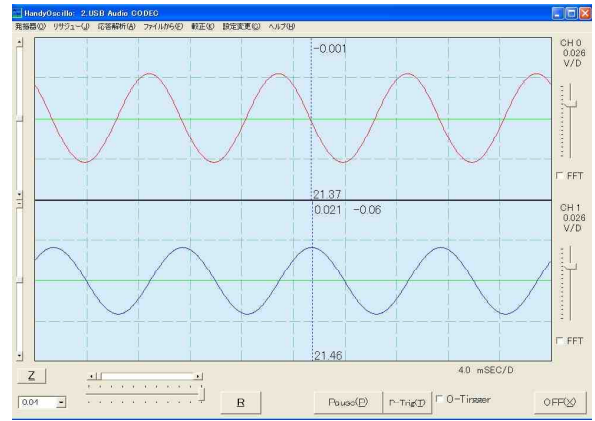 HandyOscillo: 2:USB Audio CODEC
発振器(O) リサジュー(J) 応答解析(A) ファイルから(F) 較正(K) 設定変更(C) ヘルプ(H)
-0.001
CH 0
0.026
V/D
FFT
21.37
0.021 -0.06
CH 1
0.026
V/D
FFT
21.46
4.0 mSEC/D
Z
0.04
R
Pause(P)
r-Trig(T)
0-Trigger
OFF(X)